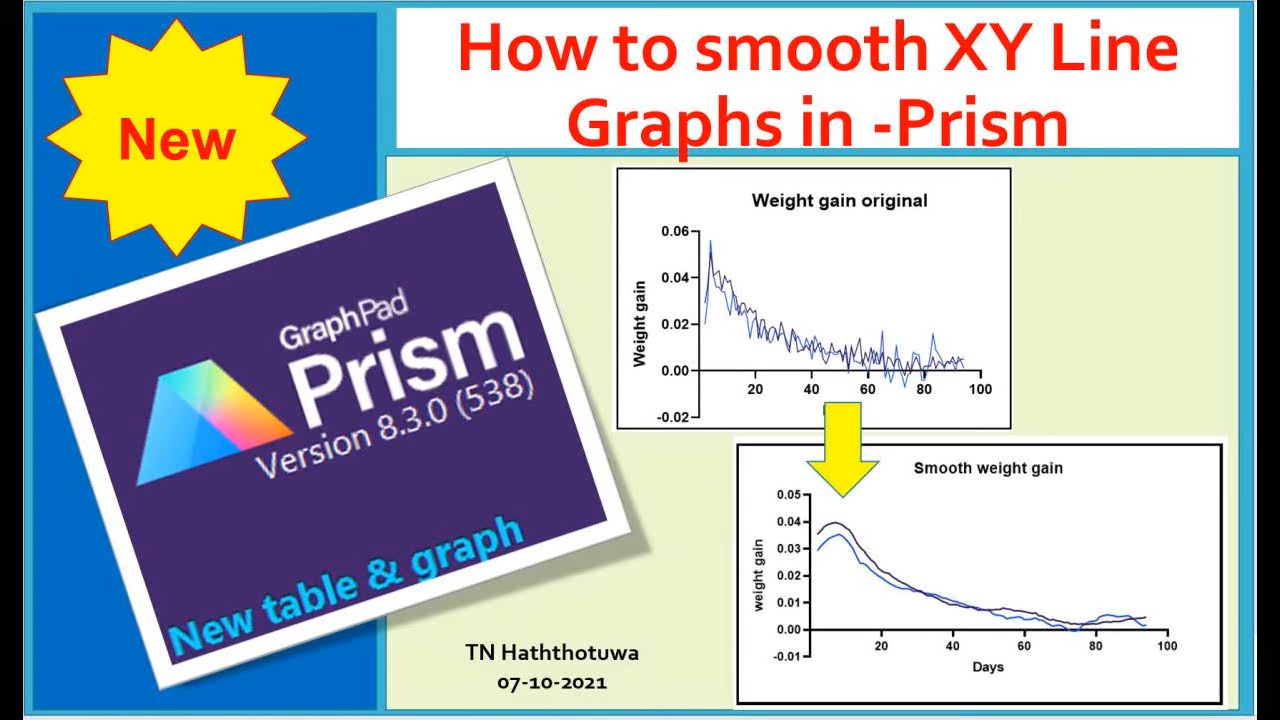 New
How to smooth XY Line
Graphs in -Prism
GraphPad
Prism
Version 8.3.0 (538)
New table & graph
Weight gain original
Weight gain
0.06
0.04
0.02
0.00
-0.02
20 40 60 80 100
Smooth weight gain
weight gain
0.05
0.04
0.03
0.02
0.01
0.00
-0.01
20 40 60 80 100
Days
TN Haththotuwa
07-10-2021